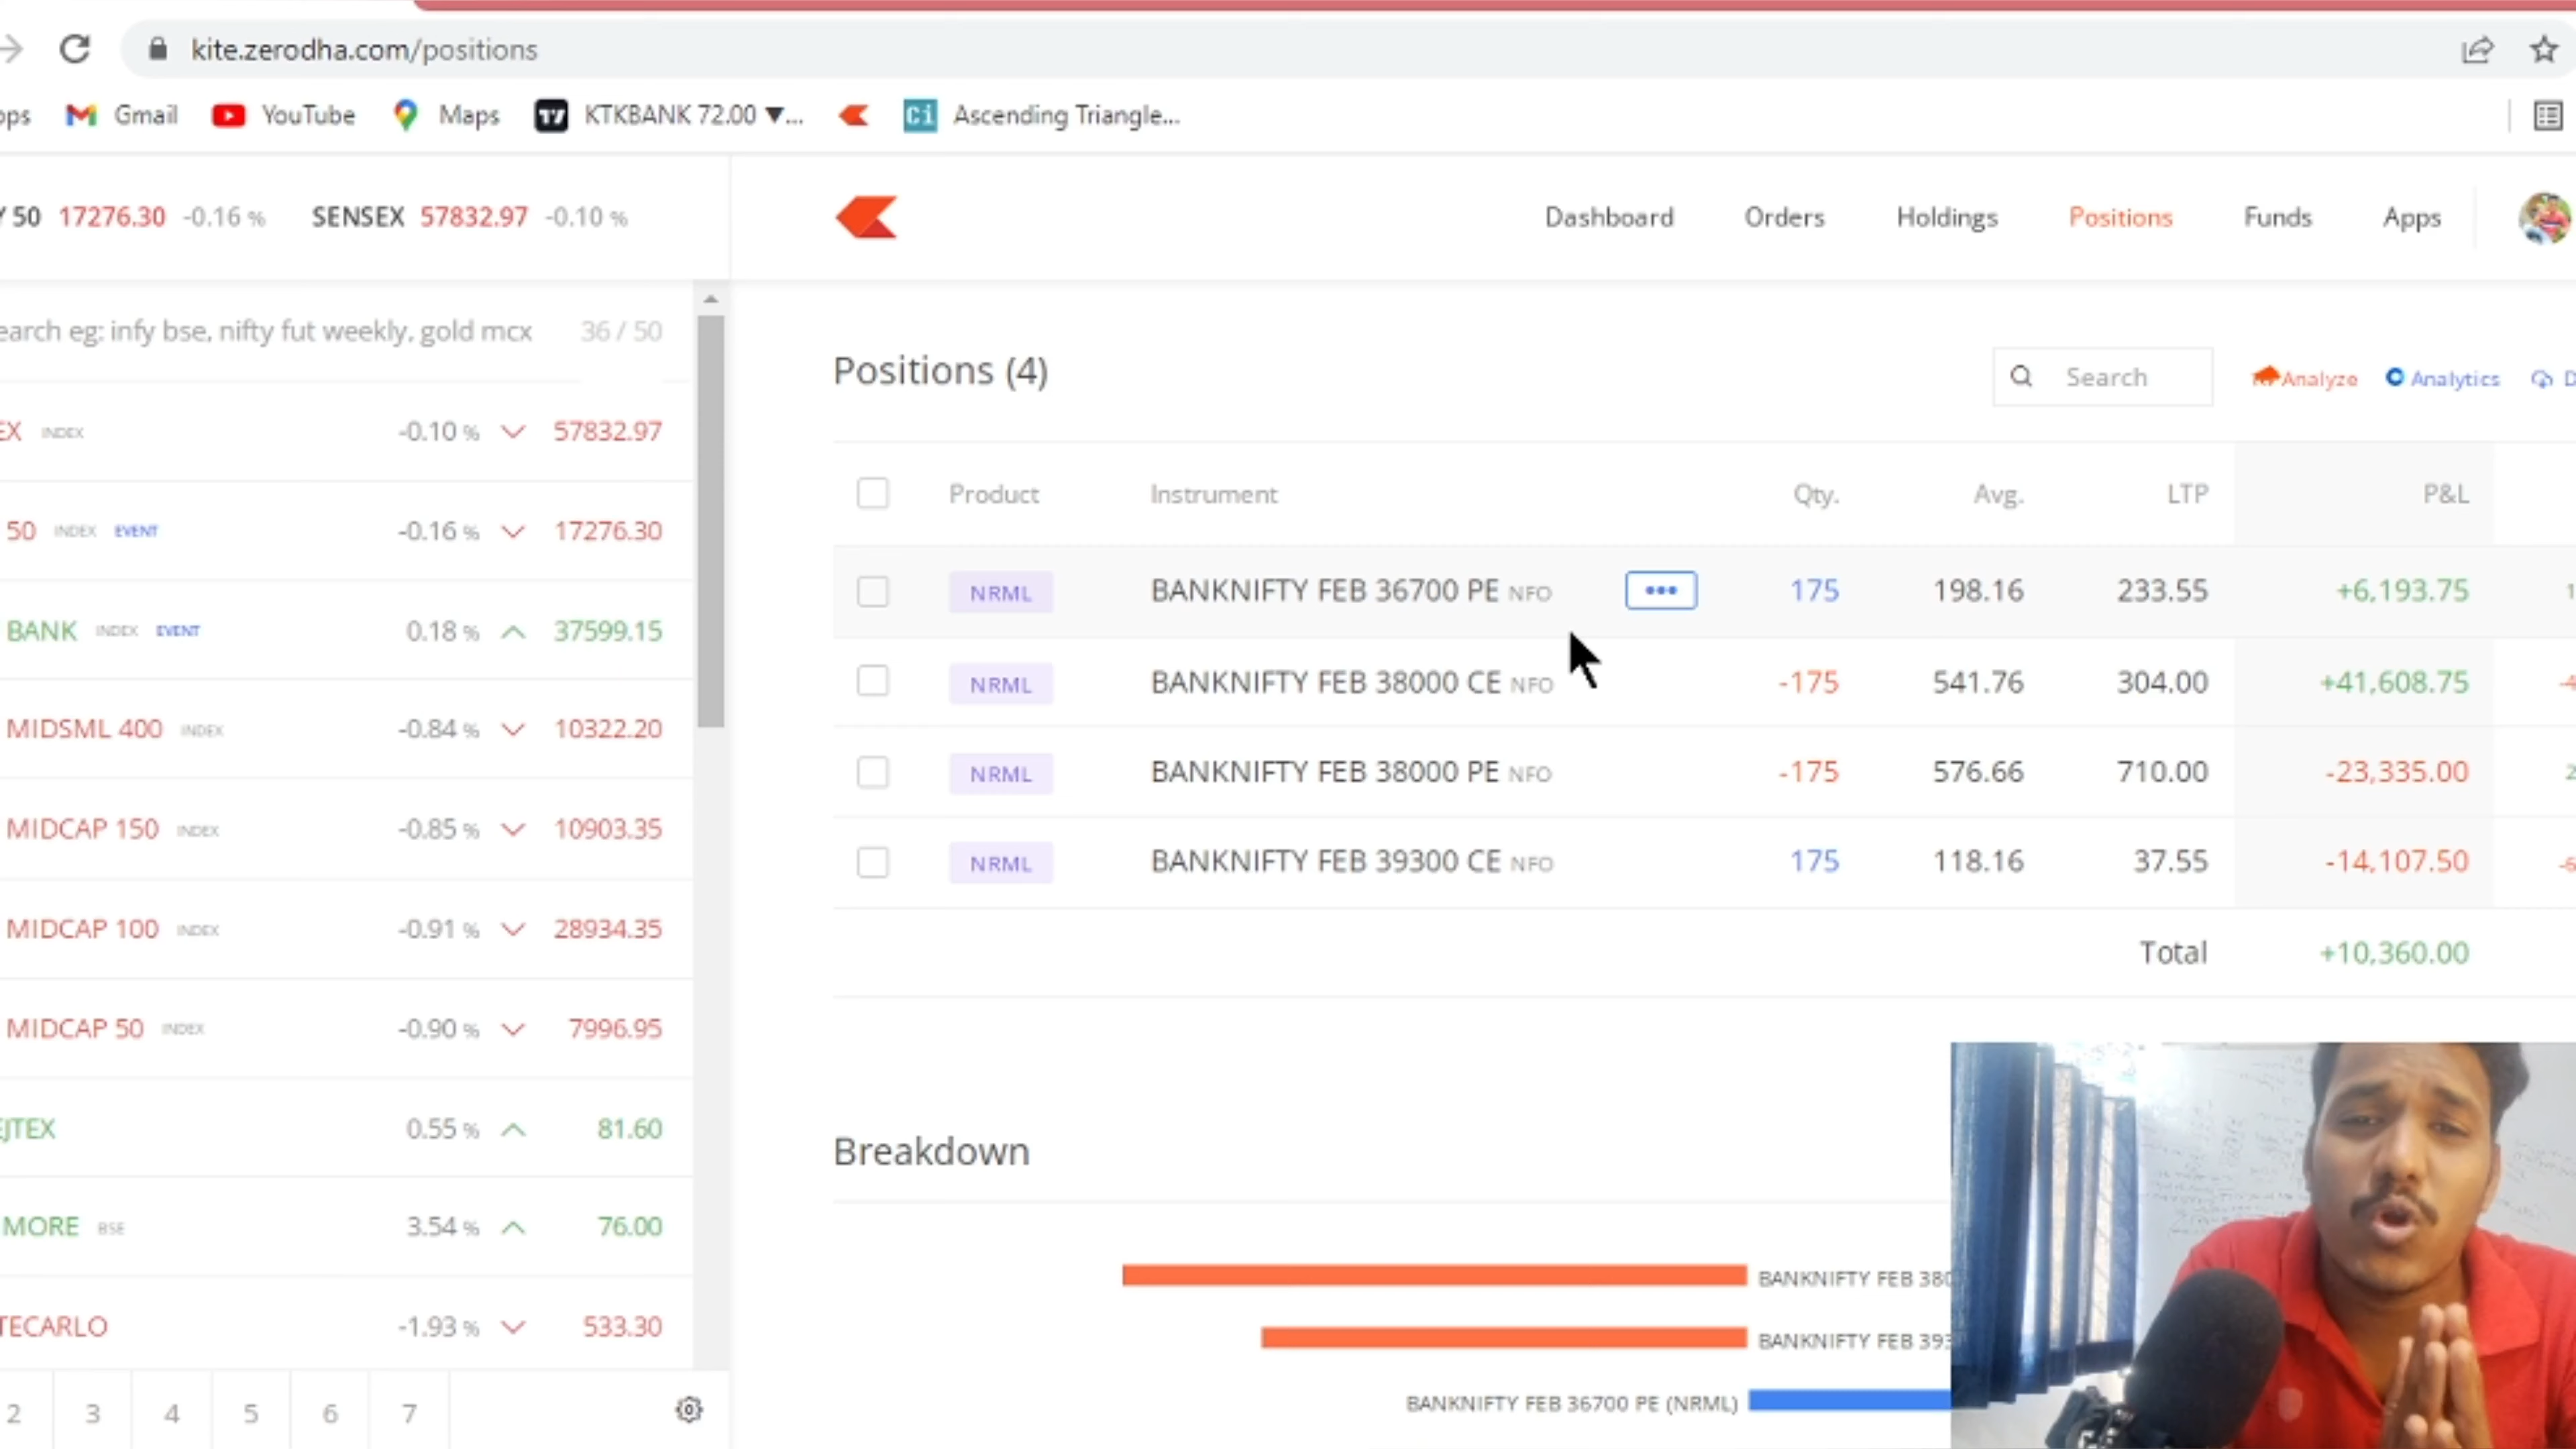 kite.zerodha.com/positions
Gmail YouTube Maps KTKBANK 72.00 ▼... Ci Ascending Triangle...
50 17276.30 -0.16 % SENSEX 57832.97 -0.10 %
Dashboard Orders Holdings Positions Funds Apps
eg: infy bse, nifty fut weekly, gold mcx 36 / 50
INDEX -0.10 % 57832.97
50 INDEX EVENT -0.16 % 17276.30
BANK INDEX EVENT 0.18 % 37599.15
MIDSML 400 INDEX -0.84 % 10322.20
MIDCAP 150 INDEX -0.85 % 10903.35
MIDCAP 100 INDEX -0.91 % 28934.35
MIDCAP 50 INDEX -0.90 % 7996.95
JTEX 0.55 % 81.60
MORE BSE 3.54 % 76.00
TECARLO -1.93 % 533.30
2 3 4 5 6 7
Positions (4)
Search Analyze Analytics
Product Instrument Qty. Avg. LTP P&L
NRML BANKNIFTY FEB 36700 PE NFO ••• 175 198.16 233.55 +6,193.75
NRML BANKNIFTY FEB 38000 CE NFO -175 541.76 304.00 +41,608.75
NRML BANKNIFTY FEB 38000 PE NFO -175 576.66 710.00 -23,335.00
NRML BANKNIFTY FEB 39300 CE NFO 175 118.16 37.55 -14,107.50
Total +10,360.00
Breakdown
BANKNIFTY FEB 380
BANKNIFTY FEB 393
BANKNIFTY FEB 36700 PE (NRML)